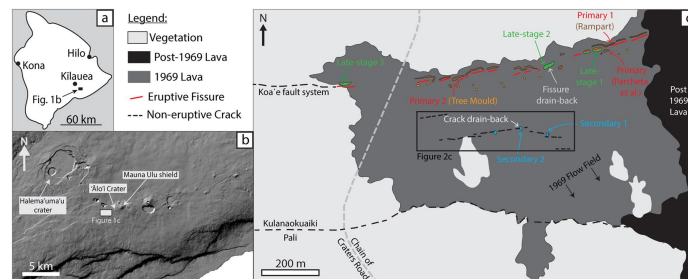 a
Hilo
Kona
Kilauea
Fig. 1b
60 km
Legend:
Vegetation
Post-1969 Lava
1969 Lava
Eruptive Fissure
Non-eruptive Crack
b
N
Mauna Ulu shield
'Ālo'i Crater
Halema'uma'u
crater
Figure 1c
5 km
N
c
Primary 1
(Rampart)
Late-stage 2
Late-stage 3
Fissure
drain-back
Late-stage 1
Primary
(Parcheta
et al.)
Post
1969
Lava
Koa'e fault system
Primary 2 (Tree Mould)
Crack drain-back
Secondary 1
Secondary 2
Figure 2c
1969 Flow Field
Kulanaokuaiki
Pali
Chain of
Craters Road
200 m